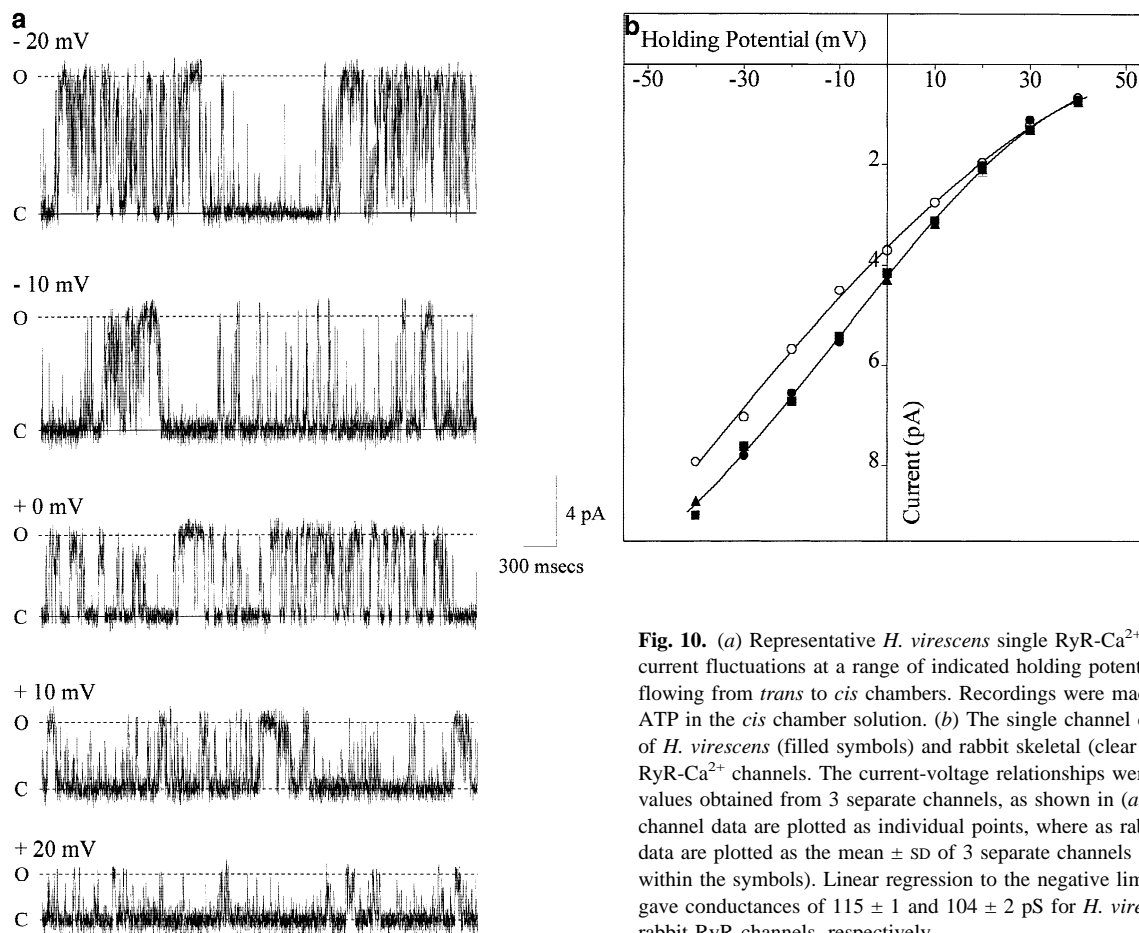 a
- 20 mV
O
C
- 10 mV
O
C
+ 0 mV
O
C
4 pA
300 msecs
+ 10 mV
O
C
+ 20 mV
O
C
b
Holding Potential (mV)
-50 -30 -10 10 30 50
2
4
6
8
Current (pA)
Fig. 10. (a) Representative H. virescens single RyR-Ca2+
current fluctuations at a range of indicated holding
flowing from trans to cis chambers. Recordings were
ATP in the cis chamber solution. (b) The single channel
of H. virescens (filled symbols) and rabbit skeletal (clear
RyR-Ca2+ channels. The current-voltage relationships
values obtained from 3 separate channels, as shown in
channel data are plotted as individual points, where as
data are plotted as the mean ± SD of 3 separate channels
within the symbols). Linear regression to the negative
gave conductances of 115 ± 1 and 104 ± 2 pS for H.
rabbit RyR channels, respectively.